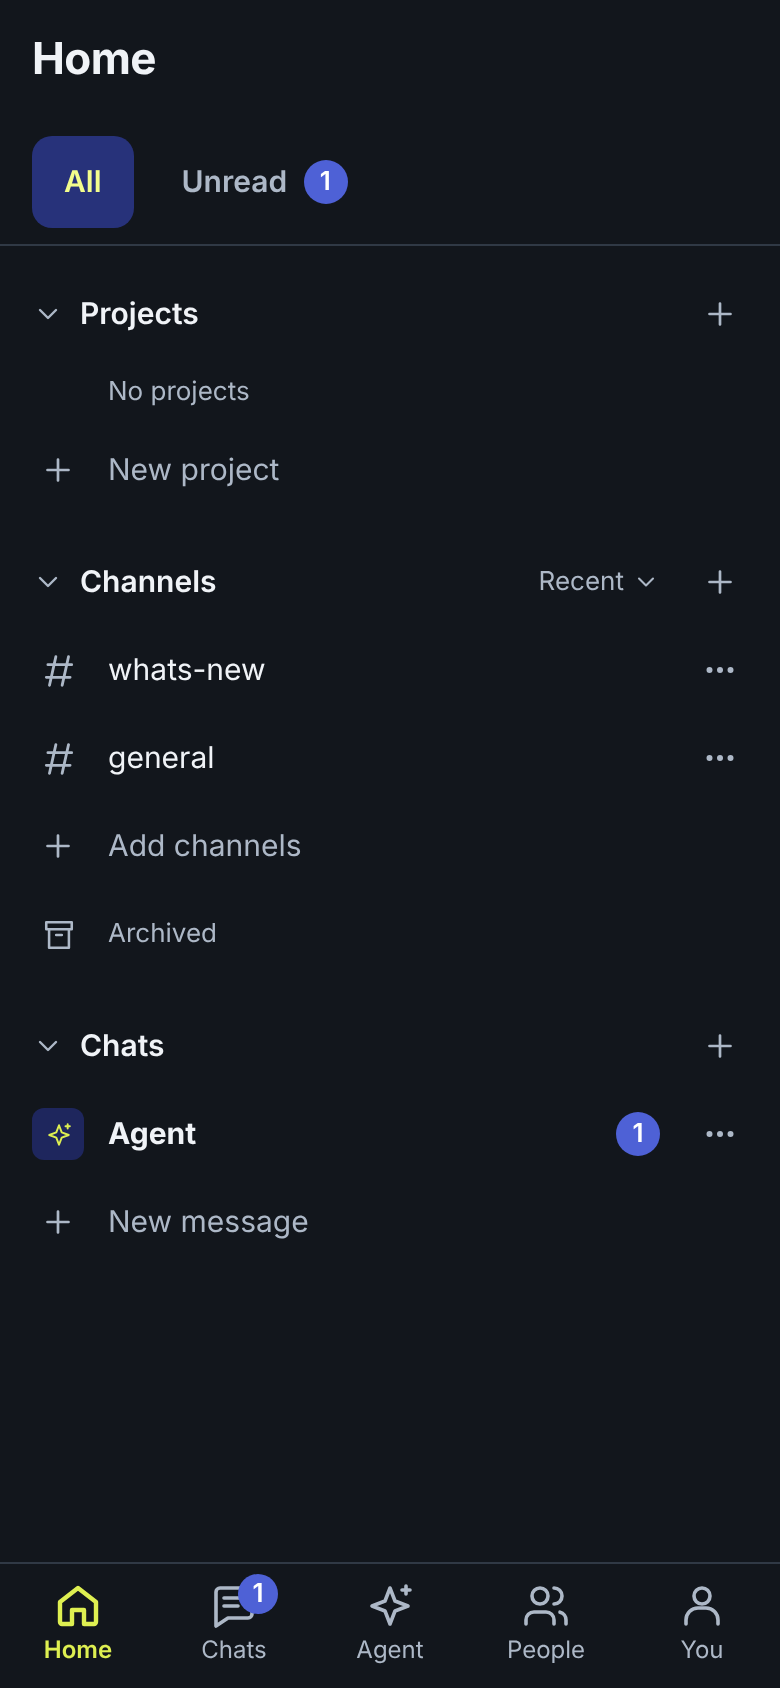 Home
All
Unread 1
Projects
No projects
New project
Channels Recent
whats-new
general
Add channels
Archived
Chats
Agent 1
New message
1
Home Chats Agent People You